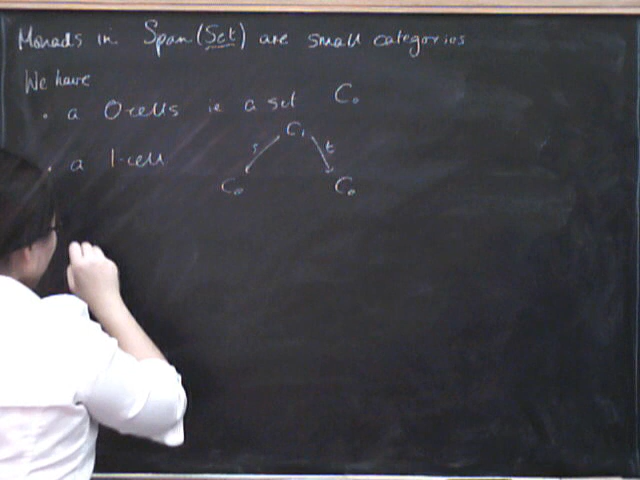 Monads in Span(Set) are small categories
We have
· a 0 cells ie a set C₀
C₁
· a 1-cell s t
C₀ C₀